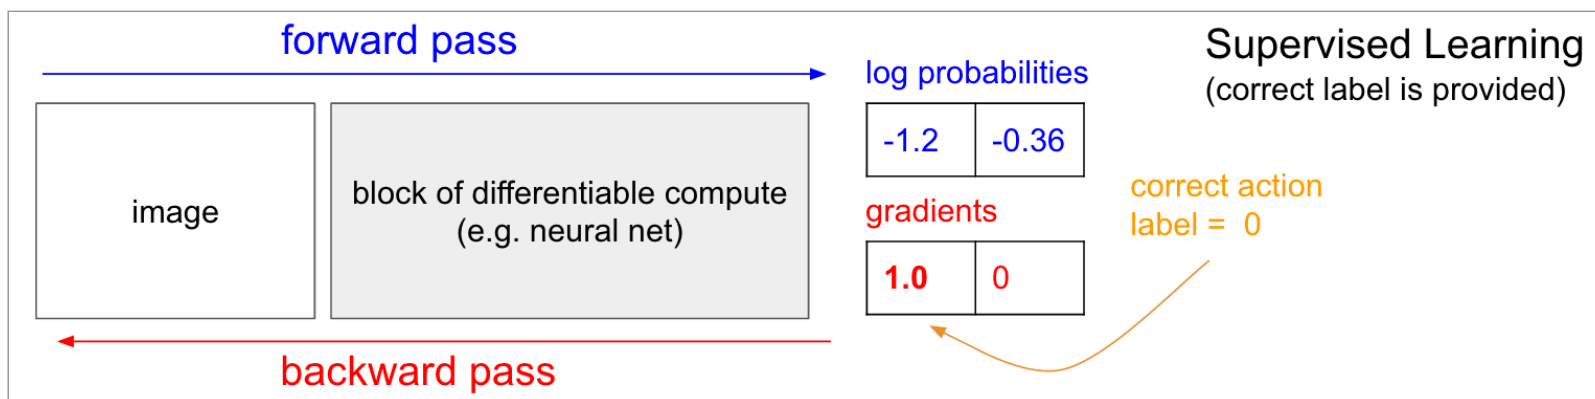 forward pass
Supervised Learning
(correct label is provided)
log probabilities
-1.2 -0.36
image
block of differentiable compute
(e.g. neural net)
gradients
1.0 0
correct action
label = 0
backward pass